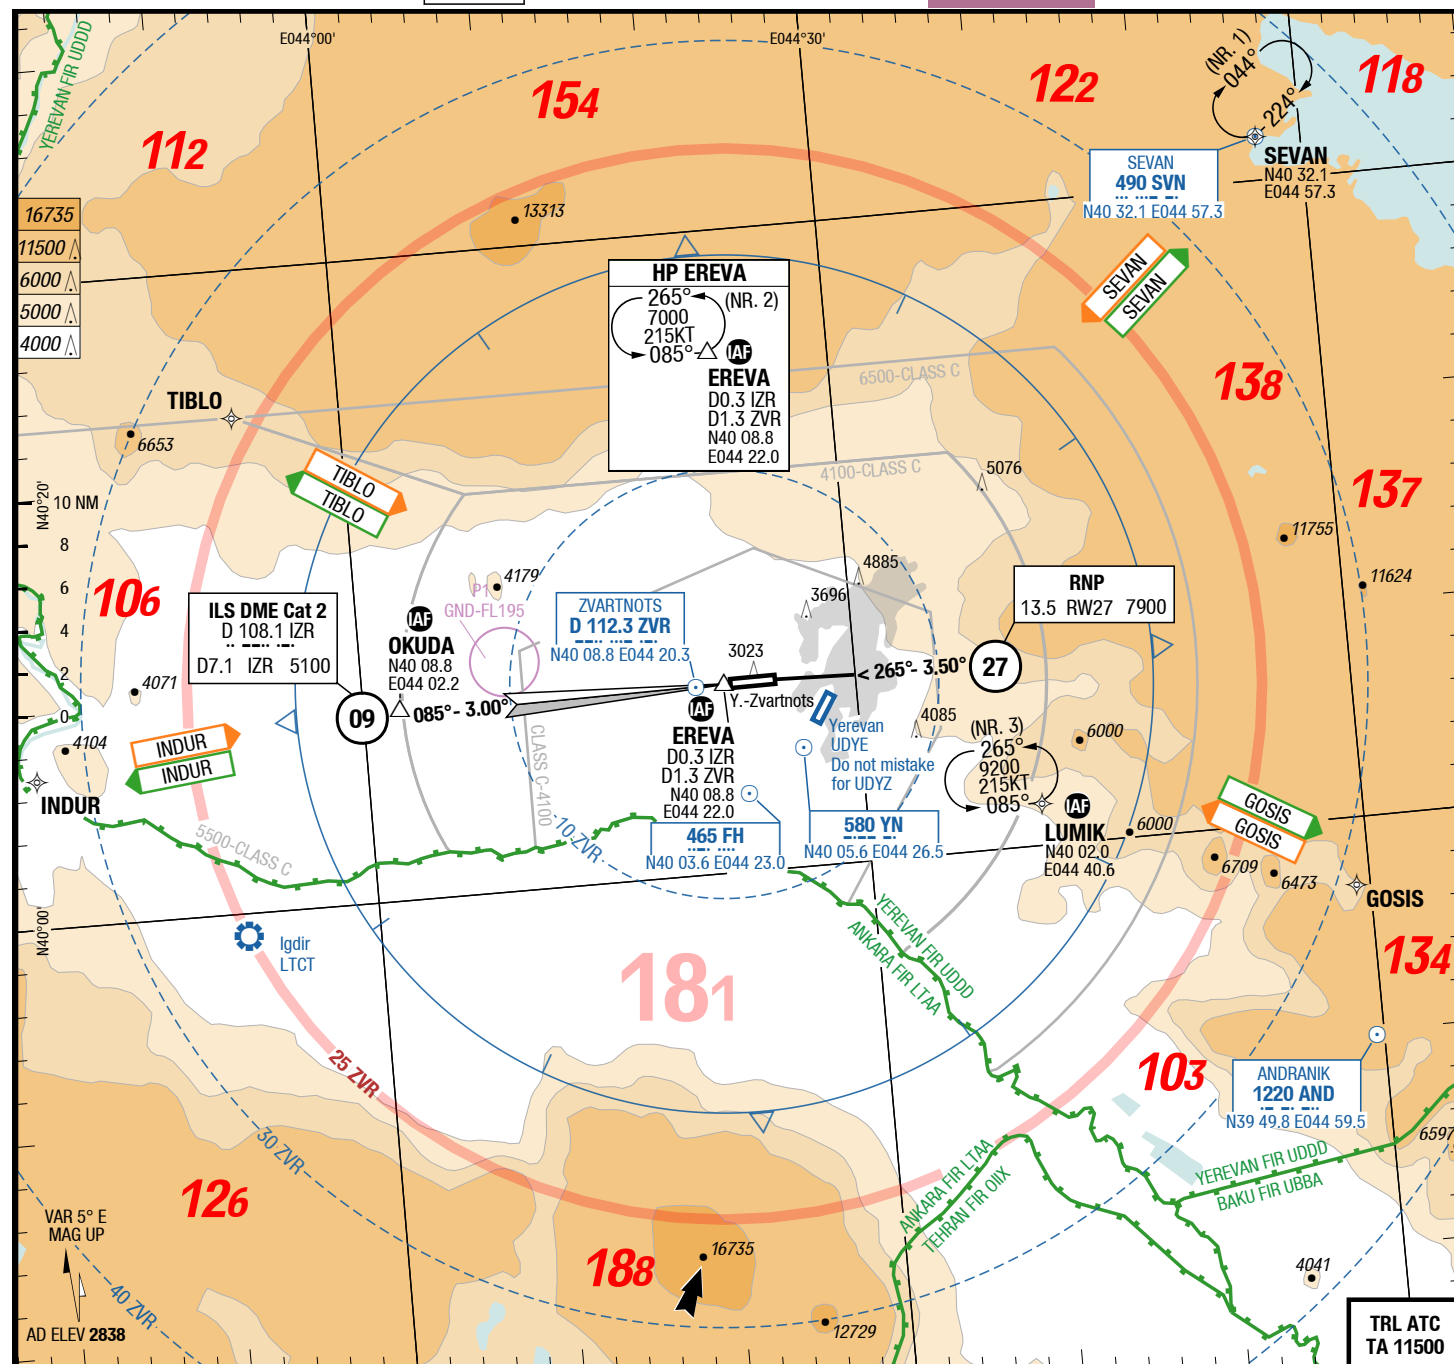 E044°00'
E044°30'
YEREVAN FIR UDDD
112
154
122
118
(NR. 1)
044°
224°
SEVAN
N40 32.1
E044 57.3
SEVAN
490 SVN
N40 32.1 E044 57.3
16735
11500
6000
5000
4000
13313
HP EREVA
265°
(NR. 2)
7000
215KT
085°
IAF
EREVA
D0.3 IZR
D1.3 ZVR
N40 08.8
E044 22.0
SEVAN
SEVAN
6500-CLASS C
138
TIBLO
6653
TIBLO
TIBLO
4100-CLASS C
5076
137
N40°20'
10 NM
8
6
4
2
0
11755
11624
106
4179
P1
GND-FL195
4885
3696
RNP
13.5 RW27 7900
ILS DME Cat 2
D 108.1 IZR
D7.1 IZR 5100
IAF
OKUDA
N40 08.8
E044 02.2
ZVARTNOTS
D 112.3 ZVR
N40 08.8 E044 20.3
3023
< 265°- 3.50°
27
4071
09
085°- 3.00°
Y.-Zvartnots
4104
INDUR
INDUR
INDUR
IAF
EREVA
D0.3 IZR
D1.3 ZVR
N40 08.8
E044 22.0
Yerevan
UDYE
Do not mistake
for UDYZ
4085
(NR. 3)
265°
9200
215KT
085°
IAF
LUMIK
N40 02.0
E044 40.6
6000
6000
GOSIS
GOSIS
CLASS C-4100
5500-CLASS C
10 ZVR
465 FH
N40 03.6 E044 23.0
580 YN
N40 05.6 E044 26.5
6709
6473
GOSIS
N40°00'
Igdir
LTCT
YEREVAN FIR UDDD
ANKARA FIR LTAA
181
134
25 ZVR
103
ANDRANIK
1220 AND
N39 49.8 E044 59.5
6597
30 ZVR
ANKARA FIR LTAA
TEHRAN FIR OIIX
YEREVAN FIR UDDD
BAKU FIR UBBA
126
VAR 5° E
MAG UP
188
16735
40 ZVR
12729
4041
AD ELEV 2838
TRL ATC
TA 11500